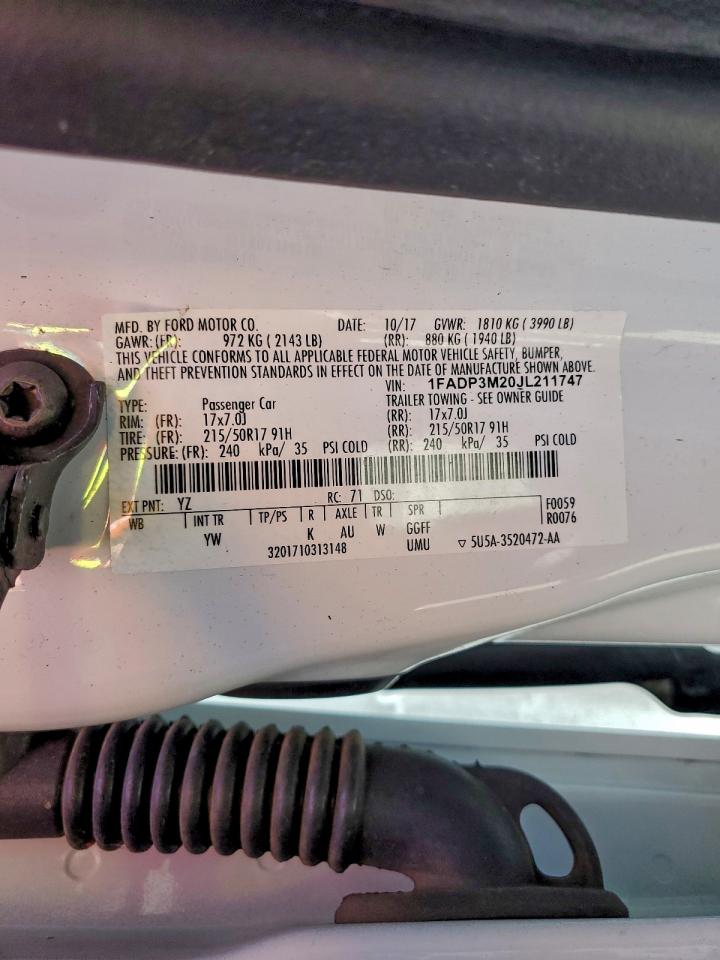 MFD. BY FORD MOTOR CO. DATE: 10/17 GVWR: 1810 KG ( 3990 LB)
GAWR: (FR): 972 KG ( 2143 LB) (RR): 880 KG ( 1940 LB)
THIS VEHICLE CONFORMS TO ALL APPLICABLE FEDERAL MOTOR VEHICLE SAFETY, BUMPER,
AND THEFT PREVENTION STANDARDS IN EFFECT ON THE DATE OF MANUFACTURE SHOWN ABOVE.
VIN: 1FADP3M20JL211747
TYPE: Passenger Car TRAILER TOWING - SEE OWNER GUIDE
RIM: (FR): 17x7.0J (RR): 17x7.0J
TIRE: (FR): 215/50R17 91H (RR): 215/50R17 91H
PRESSURE: (FR): 240 kPa/ 35 PSI COLD (RR): 240 kPa/ 35 PSI COLD
EXT PNT: YZ RC: 71 DSO: F0059
WB INT TR TP/PS R AXLE TR SPR R0076
YW K AU W GGFF
3201710313148 UMU ▽ 5U5A-3520472-AA